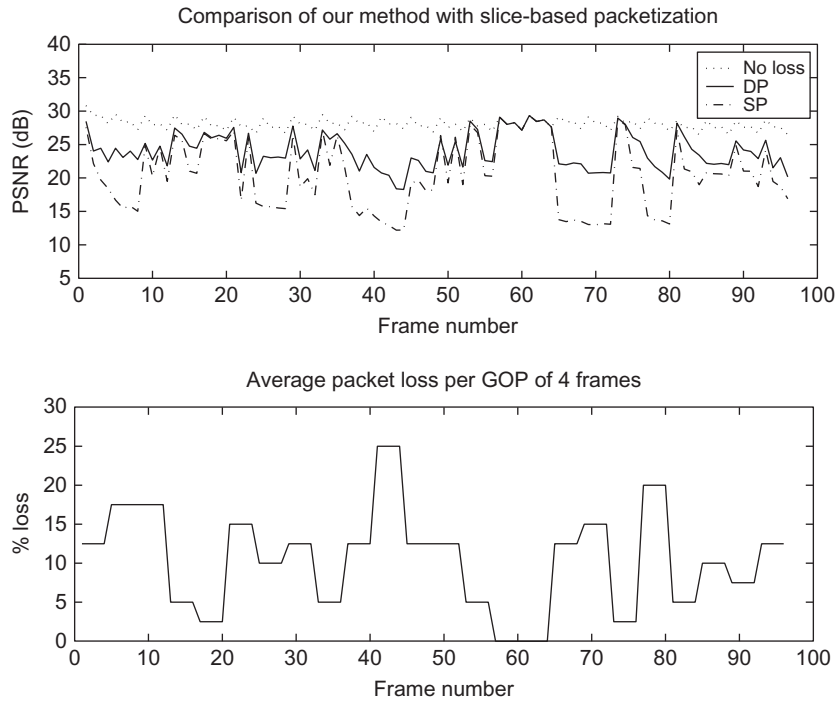 Comparison of our method with slice-based packetization
40
35
30
25
20
15
10
5
PSNR (dB)
No loss
DP
SP
0 10 20 30 40 50 60 70 80 90 100
Frame number
Average packet loss per GOP of 4 frames
30
25
20
15
10
5
0
% loss
0 10 20 30 40 50 60 70 80 90 100
Frame number